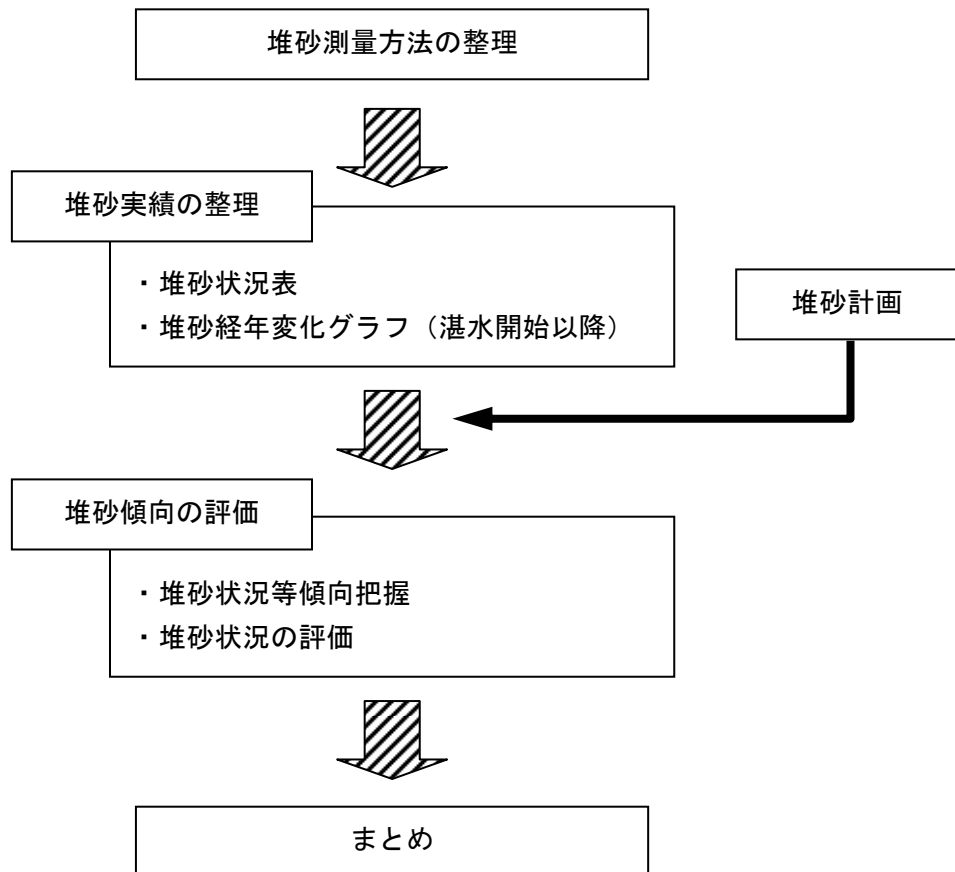 堆砂測量方法の整理
堆砂実績の整理
・堆砂状況表
・堆砂経年変化グラフ（湛水開始以降）
堆砂計画
堆砂傾向の評価
・堆砂状況等傾向把握
・堆砂状況の評価
まとめ